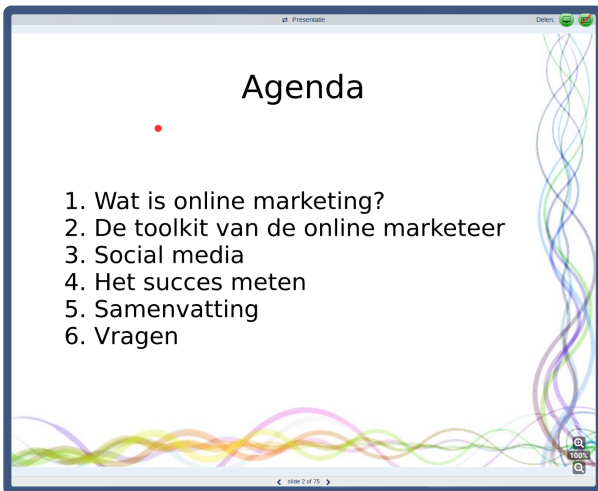 Presentatie
Delen:
Agenda
1. Wat is online marketing?
2. De toolkit van de online marketeer
3. Social media
4. Het succes meten
5. Samenvatting
6. Vragen
100%
slide 2 of 75